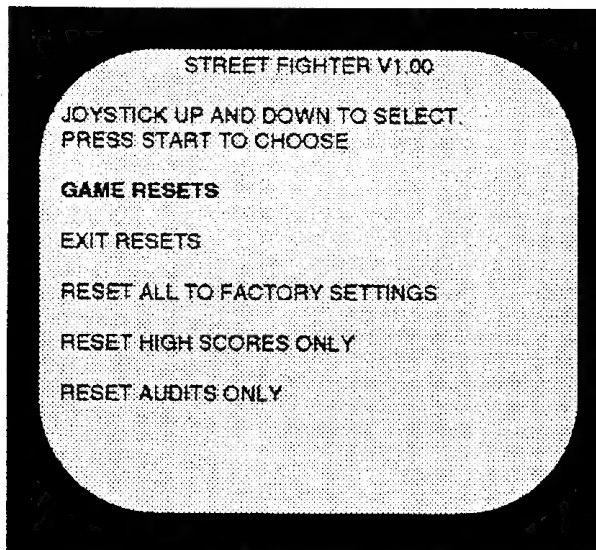 STREET FIGHTER V1.00
JOYSTICK UP AND DOWN TO SELECT.
PRESS START TO CHOOSE
GAME RESETS
EXIT RESETS
RESET ALL TO FACTORY SETTINGS
RESET HIGH SCORES ONLY
RESET AUDITS ONLY